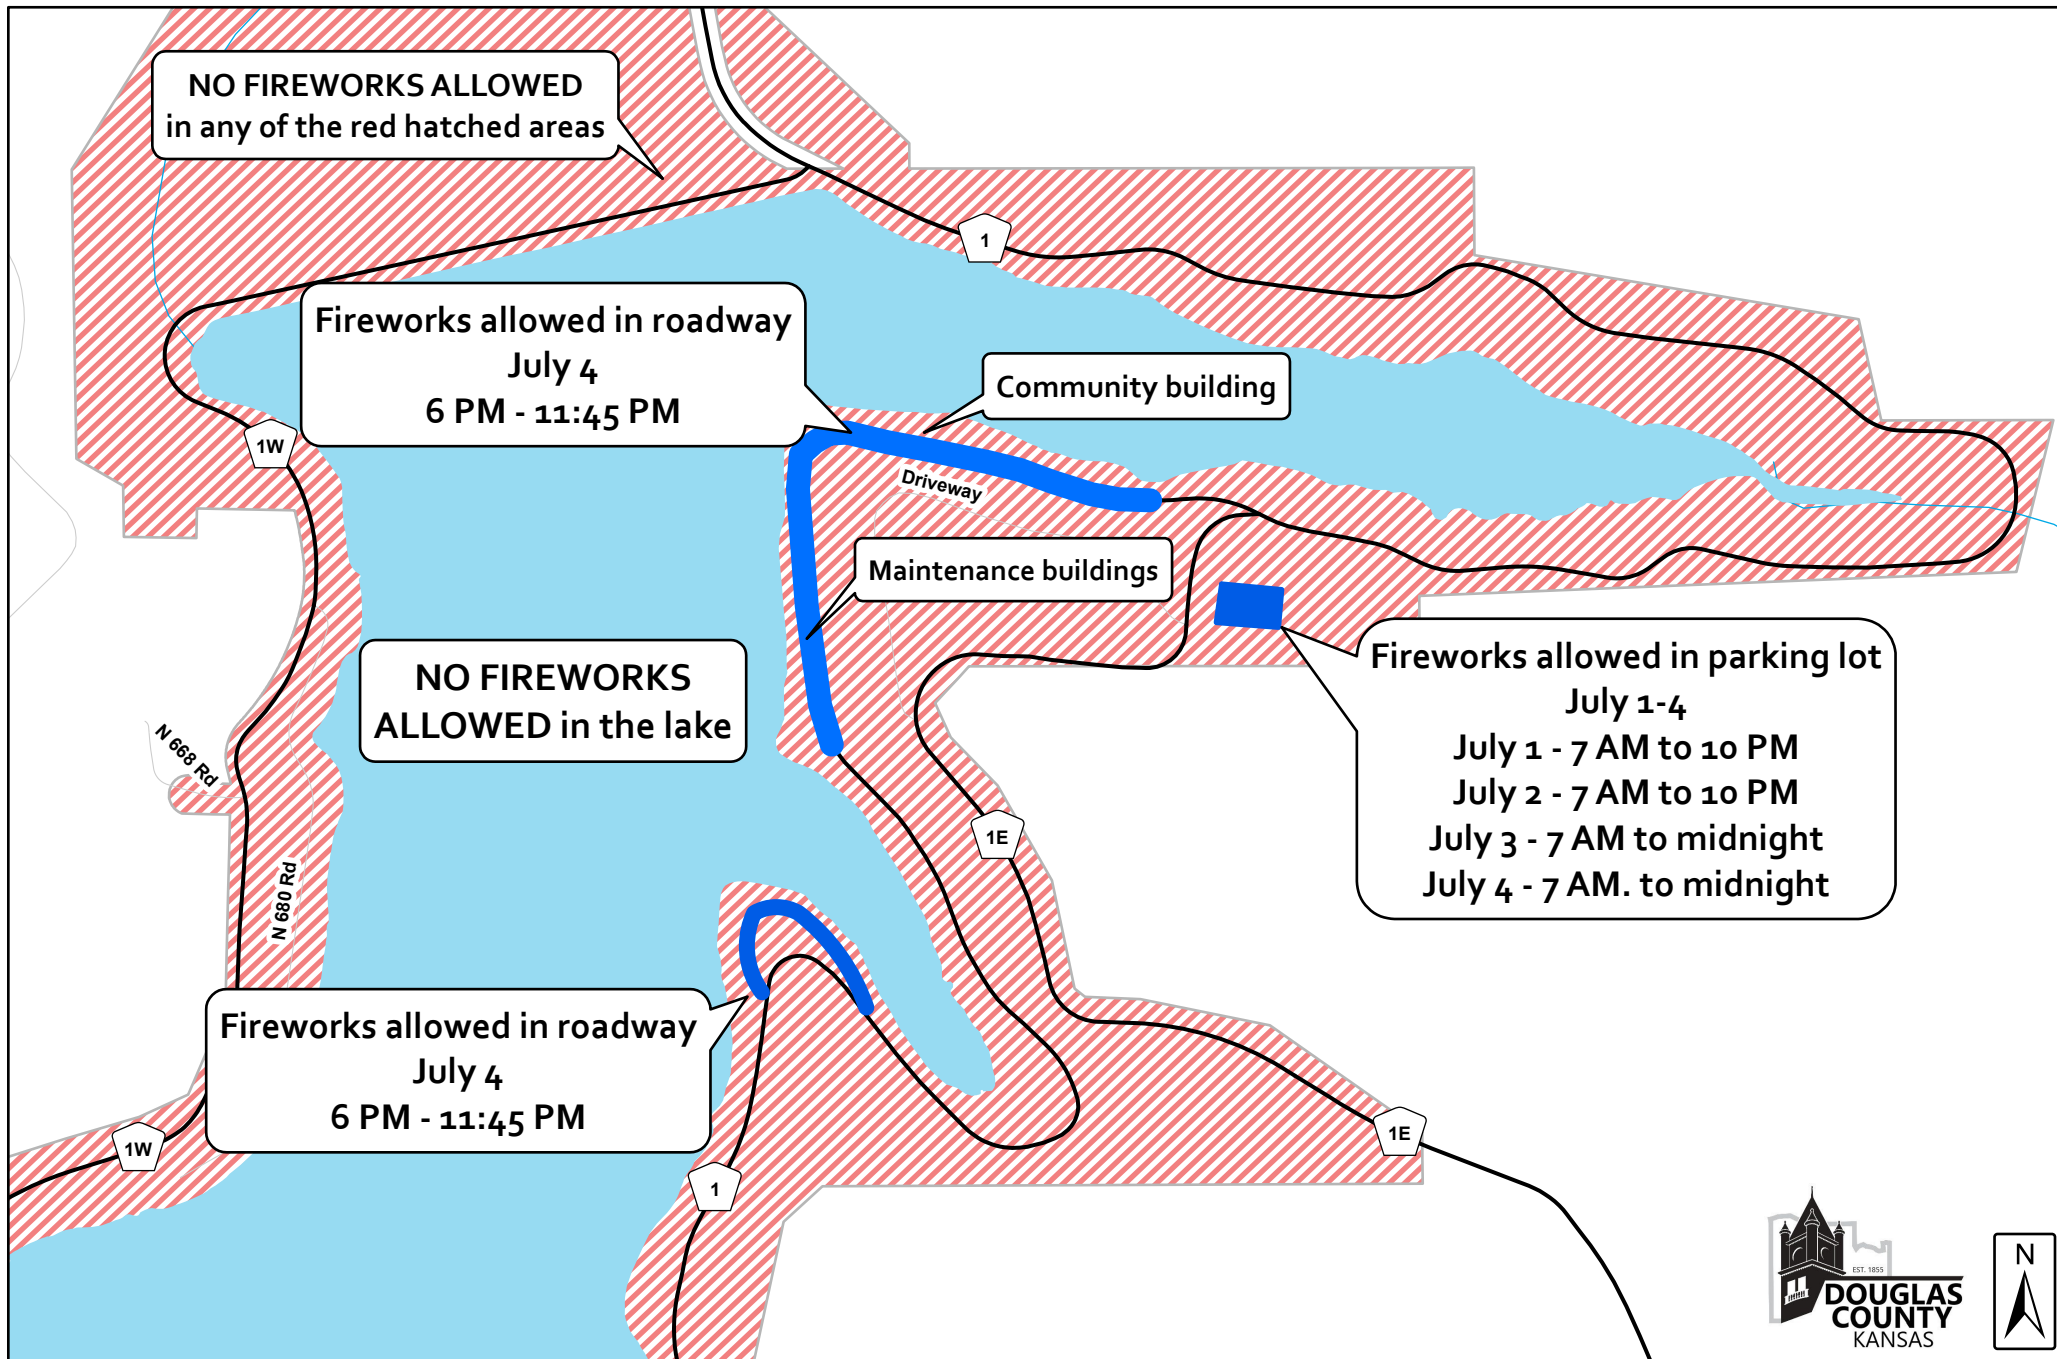 NO FIREWORKS ALLOWED
in any of the red hatched areas
1
Fireworks allowed in roadway
July 4
6 PM - 11:45 PM
Community building
1W
Driveway
Maintenance buildings
NO FIREWORKS
ALLOWED in the lake
Fireworks allowed in parking lot
July 1-4
July 1 - 7 AM to 10 PM
July 2 - 7 AM to 10 PM
July 3 - 7 AM to midnight
July 4 - 7 AM. to midnight
N 668 Rd
1E
N 680 Rd
Fireworks allowed in roadway
July 4
6 PM - 11:45 PM
1W
1E
1
EST. 1855
DOUGLAS
COUNTY
KANSAS
N